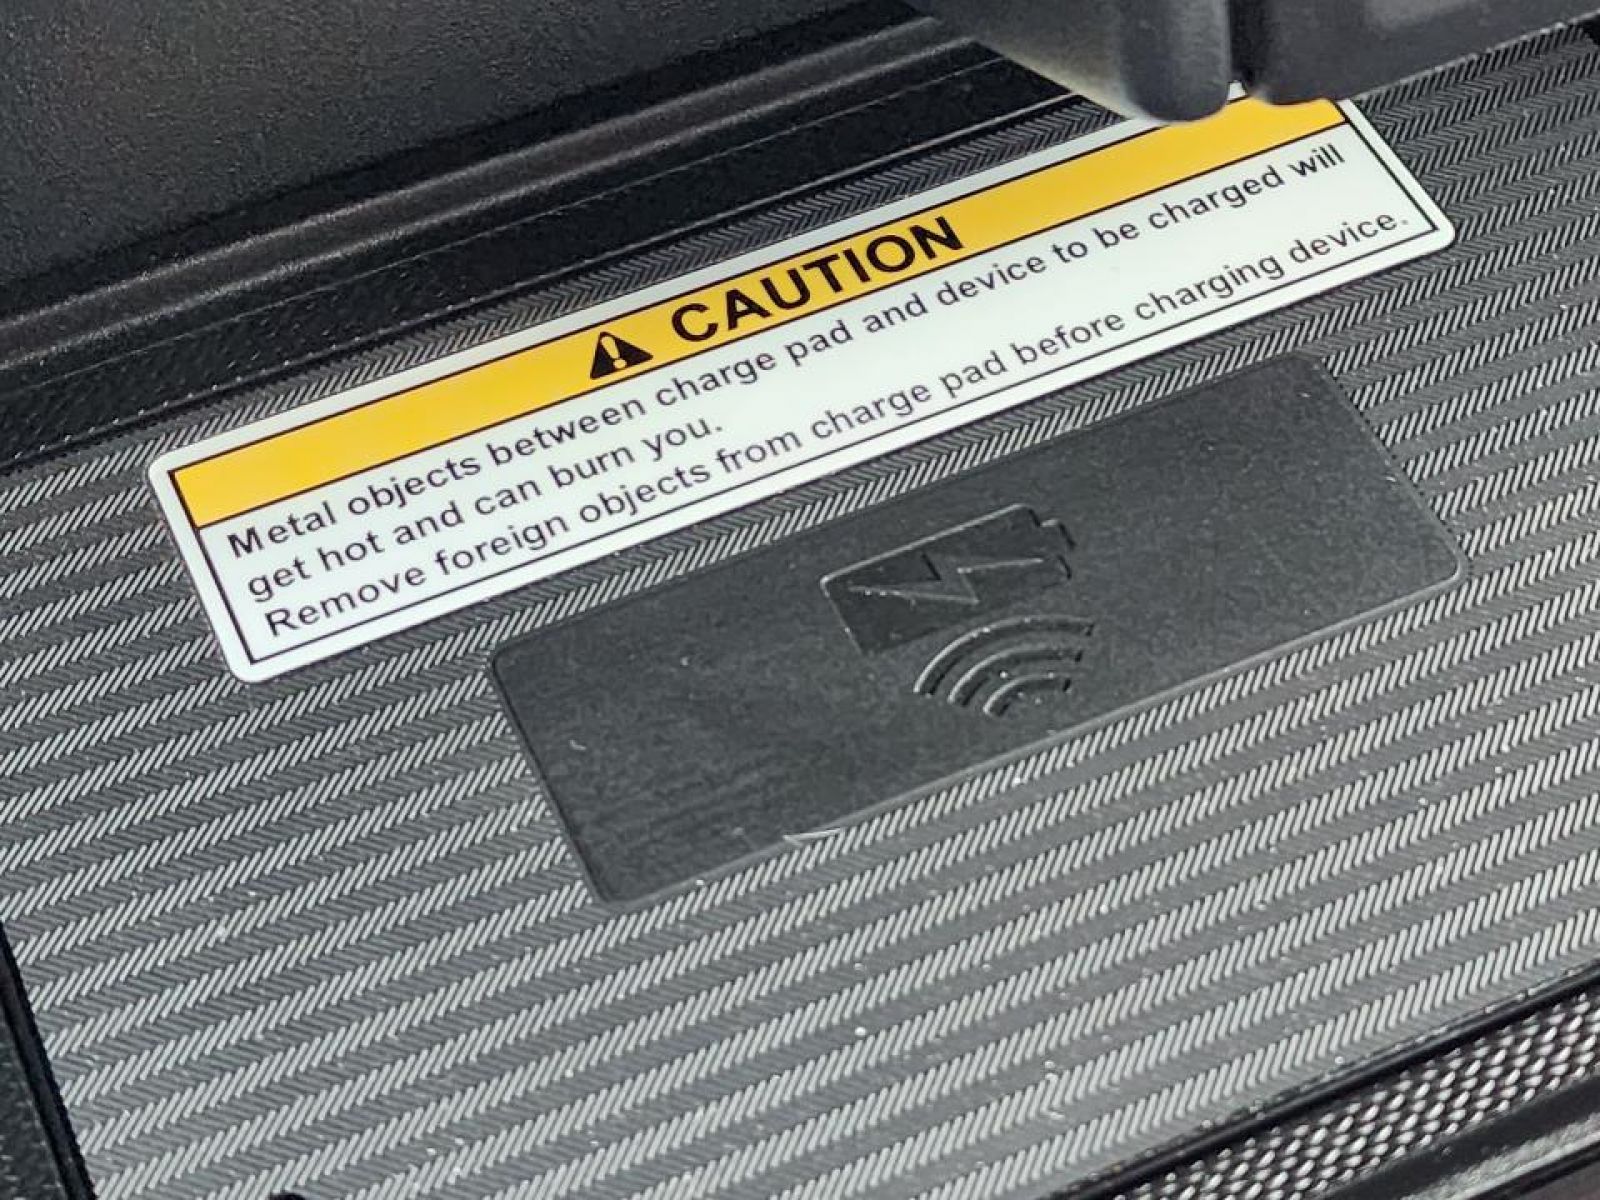 CAUTION
Metal objects between charge pad and device to be charged will
get hot and can burn you.
Remove foreign objects from charge pad before charging device.